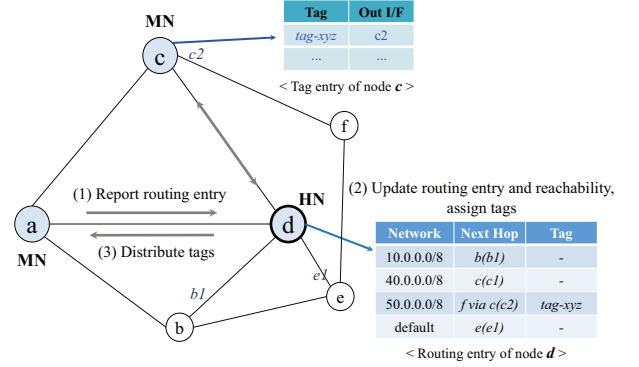 MN
Tag Out I/F
tag-xyz c2
... ...
< Tag entry of node c >
c
c2
f
(1) Report routing entry
HN
(2) Update routing entry and reachability,
assign tags
a
d
MN
(3) Distribute tags
Network Next Hop Tag
10.0.0.0/8 b(b1) -
40.0.0.0/8 c(c1) -
50.0.0.0/8 f via c(c2) tag-xyz
default e(e1) -
< Routing entry of node d >
e1
b1
e
b